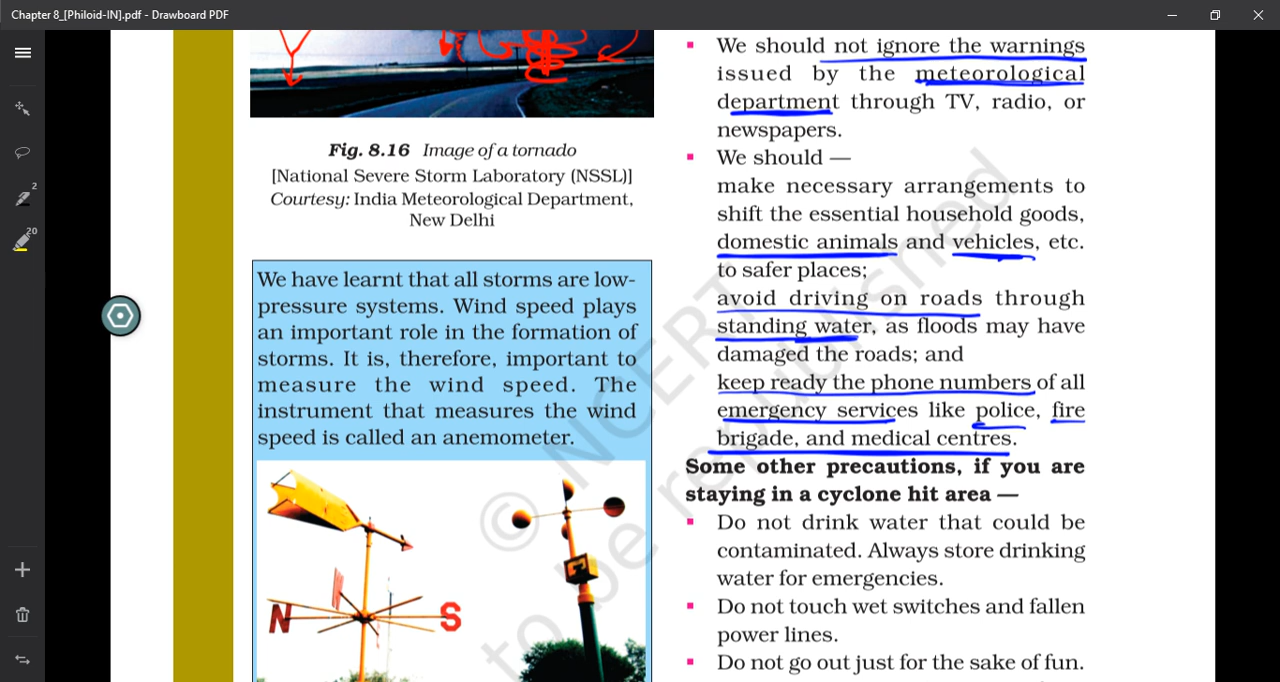 Chapter 8_[Philoid-IN].pdf - Drawboard PDF
2
20
Fig. 8.16 Image of a tornado
[National Severe Storm Laboratory (NSSL)]
Courtesy: India Meteorological Department,
New Delhi
We have learnt that all storms are low-
pressure systems. Wind speed plays
an important role in the formation of
storms. It is, therefore, important to
measure the wind speed. The
instrument that measures the wind
speed is called an anemometer.
N S
We should not ignore the warnings
issued by the meteorological
department through TV, radio, or
newspapers.
We should —
make necessary arrangements to
shift the essential household goods,
domestic animals and vehicles, etc.
to safer places;
avoid driving on roads through
standing water, as floods may have
damaged the roads; and
keep ready the phone numbers of all
emergency services like police, fire
brigade, and medical centres.
Some other precautions, if you are
staying in a cyclone hit area —
Do not drink water that could be
contaminated. Always store drinking
water for emergencies.
Do not touch wet switches and fallen
power lines.
Do not go out just for the sake of fun.
© NCERT
to be republished